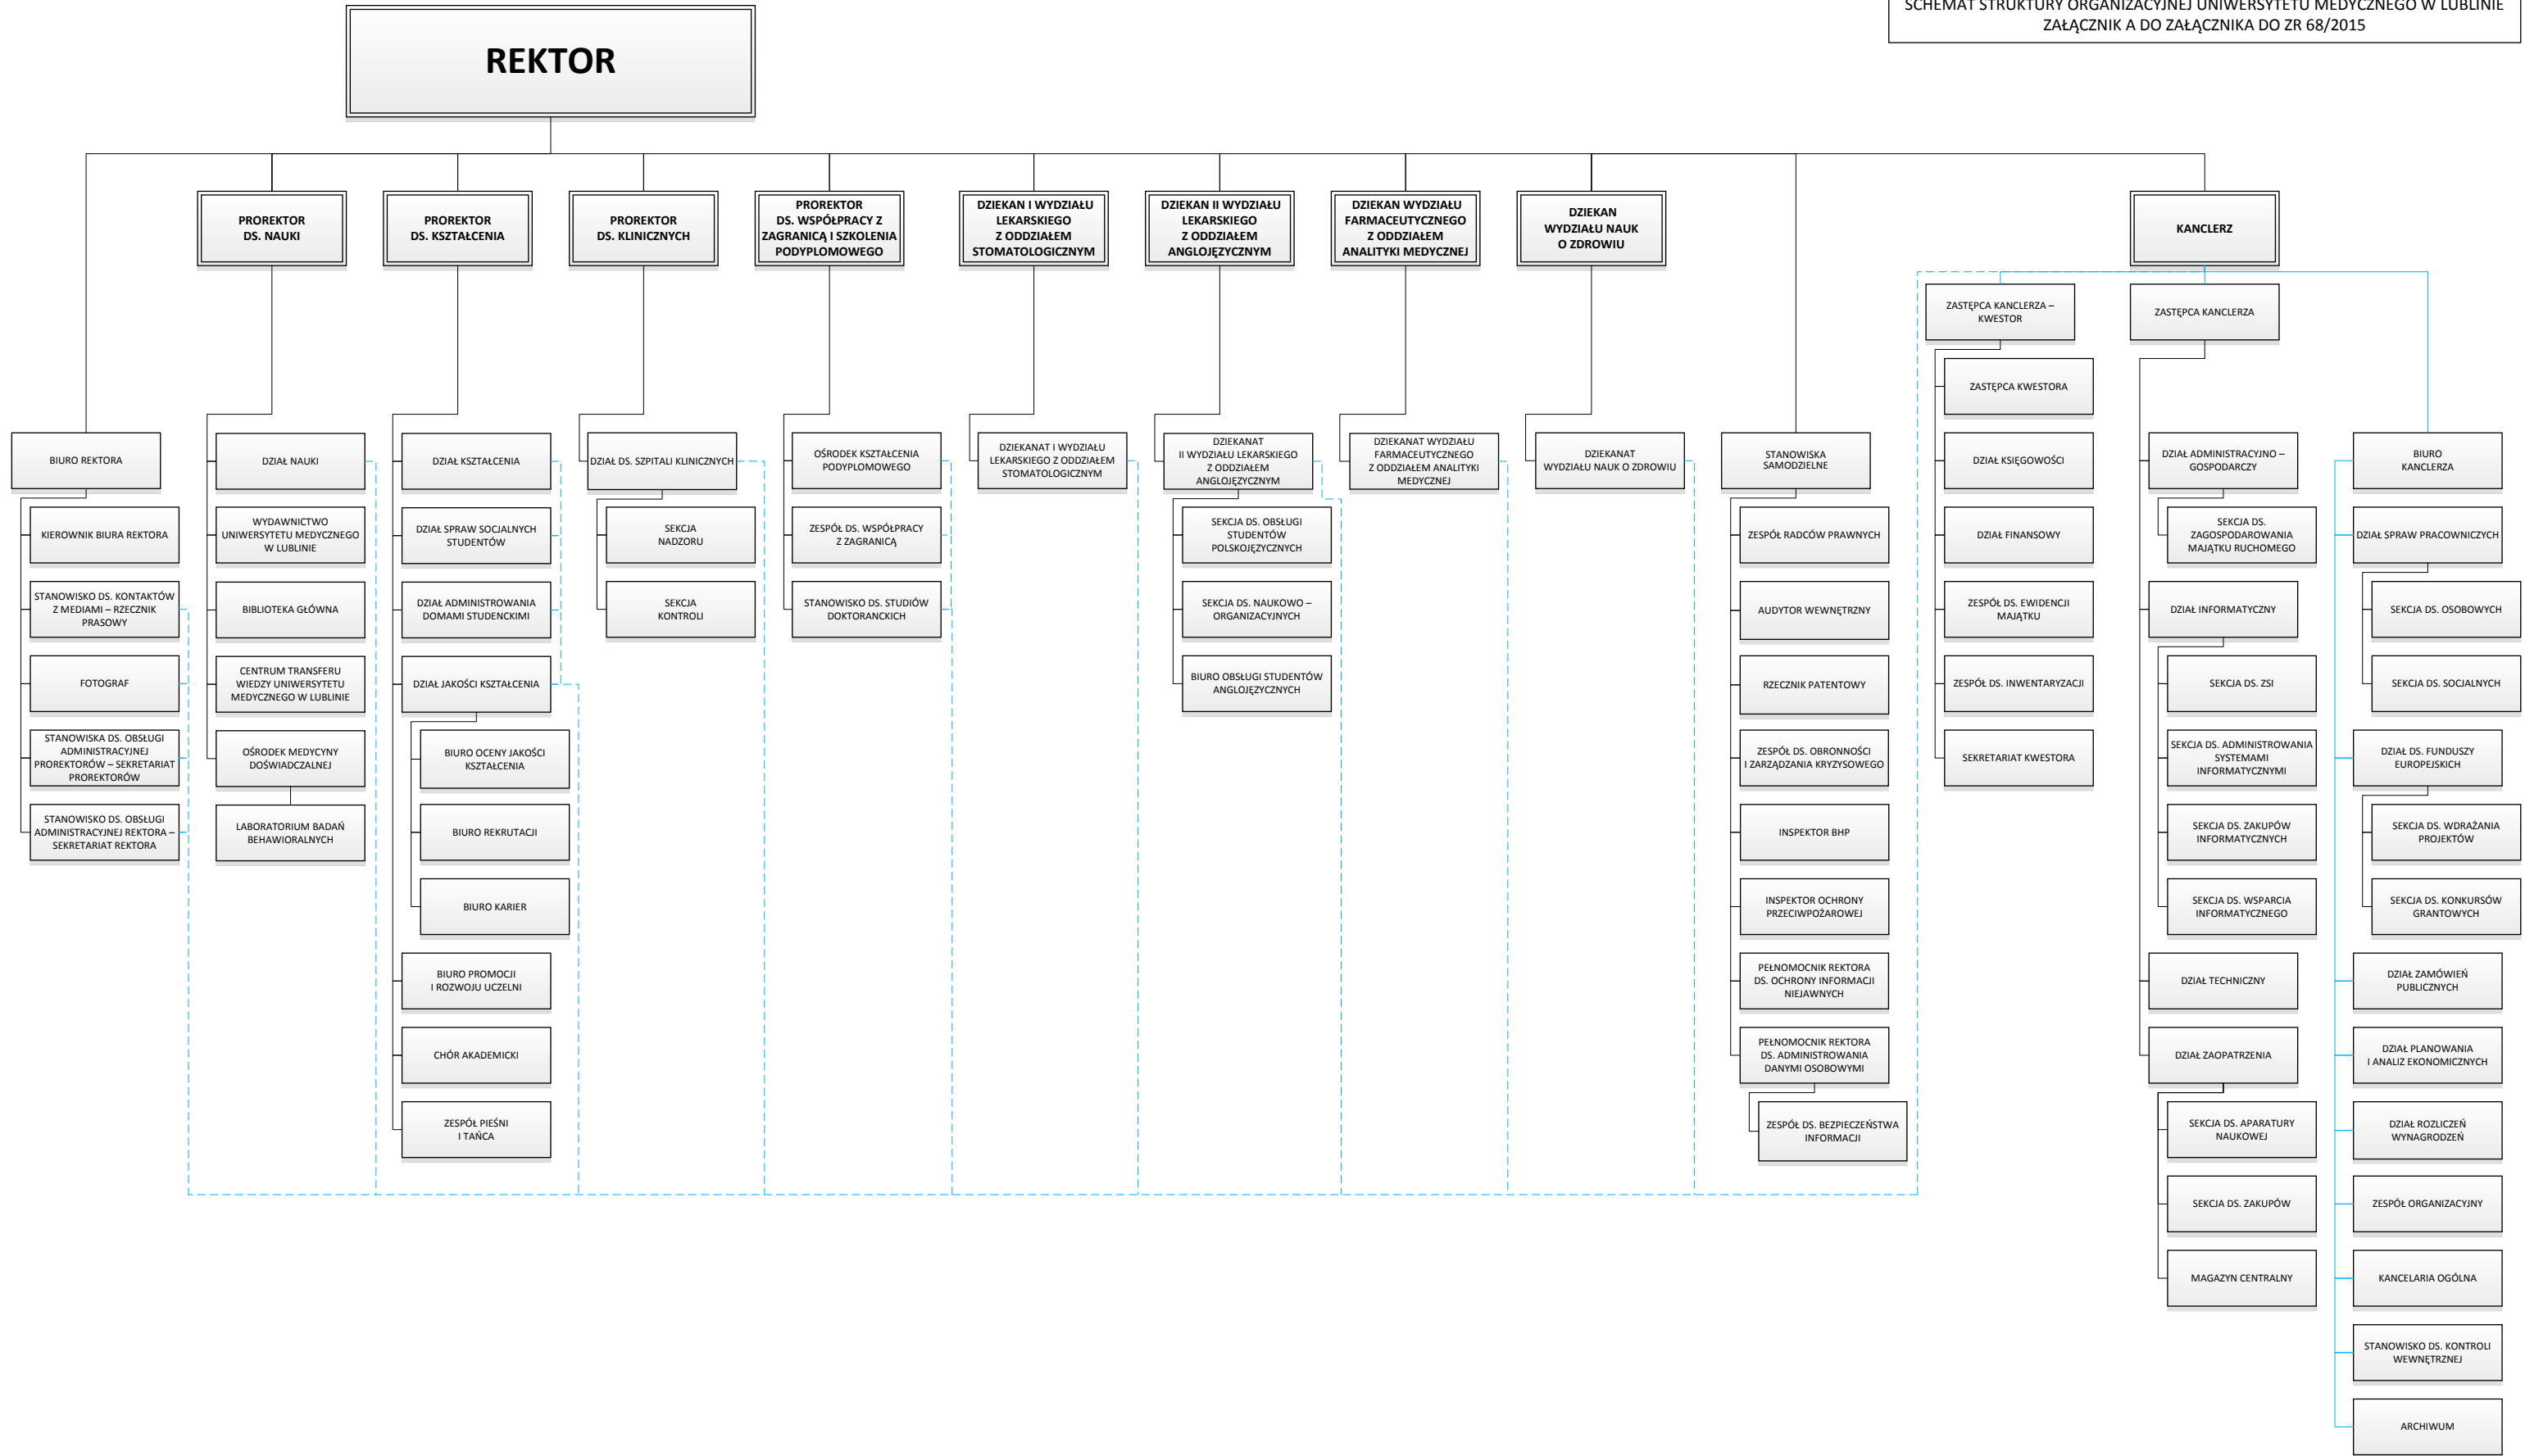 SCHEMAT STRUKTURY ORGANIZACYJNEJ UNIWERSYTETU MEDYCZNEGO W LUBLINIE
ZAŁĄCZNIK A DO ZAŁĄCZNIKA DO ZR 68/2015
REKTOR
PROREKTOR
DS. NAUKI
PROREKTOR
DS. KSZTAŁCENIA
PROREKTOR
DS. KLINICZNYCH
PROREKTOR
DS. WSPÓŁPRACY Z
ZAGRANICĄ I SZKOLENIA
PODYPLOMOWEGO
DZIEKAN I WYDZIAŁU
LEKARSKIEGO
Z ODDZIAŁEM
STOMATOLOGICZNYM
DZIEKAN II WYDZIAŁU
LEKARSKIEGO
Z ODDZIAŁEM
ANGLOJĘZYCZNYM
DZIEKAN WYDZIAŁU
FARMACEUTYCZNEGO
Z ODDZIAŁEM
ANALITYKI MEDYCZNEJ
DZIEKAN
WYDZIAŁU NAUK
O ZDROWIU
KANCLERZ
BIURO REKTORA
KIEROWNIK BIURA REKTORA
STANOWISKO DS. KONTAKTÓW
Z MEDIAMI – RZECZNIK
PRASOWY
FOTOGRAF
STANOWISKA DS. OBSŁUGI
ADMINISTRACYJNEJ
PROREKTORÓW – SEKRETARIAT
PROREKTORÓW
STANOWISKO DS. OBSŁUGI
ADMINISTRACYJNEJ REKTORA –
SEKRETARIAT REKTORA
DZIAŁ NAUKI
WYDAWNICTWO
UNIWERSYTETU MEDYCZNEGO
W LUBLINIE
BIBLIOTEKA GŁÓWNA
CENTRUM TRANSFERU
WIEDZY UNIWERSYTETU
MEDYCZNEGO W LUBLINIE
OŚRODEK MEDYCYNY
DOŚWIADCZALNEJ
LABORATORIUM BADAŃ
BEHAWIORALNYCH
DZIAŁ KSZTAŁCENIA
DZIAŁ SPRAW SOCJALNYCH
STUDENTÓW
DZIAŁ ADMINISTROWANIA
DOMAMI STUDENCKIMI
DZIAŁ JAKOŚCI KSZTAŁCENIA
BIURO OCENY JAKOŚCI
KSZTAŁCENIA
BIURO REKRUTACJI
BIURO KARIER
BIURO PROMOCJI
I ROZWOJU UCZELNI
CHÓR AKADEMICKI
ZESPÓŁ PIEŚNI
I TAŃCA
DZIAŁ DS. SZPITALI KLINICZNYCH
SEKCJA
NADZORU
SEKCJA
KONTROLI
OŚRODEK KSZTAŁCENIA
PODYPLOMOWEGO
ZESPÓŁ DS. WSPÓŁPRACY
Z ZAGRANICĄ
STANOWISKO DS. STUDIÓW
DOKTORANCKICH
DZIEKANAT I WYDZIAŁU
LEKARSKIEGO Z ODDZIAŁEM
STOMATOLOGICZNYM
DZIEKANAT
II WYDZIAŁU LEKARSKIEGO
Z ODDZIAŁEM
ANGLOJĘZYCZNYM
SEKCJA DS. OBSŁUGI
STUDENTÓW
POLSKOJĘZYCZNYCH
SEKCJA DS. NAUKOWO –
ORGANIZACYJNYCH
BIURO OBSŁUGI STUDENTÓW
ANGLOJĘZYCZNYCH
DZIEKANAT WYDZIAŁU
FARMACEUTYCZNEGO
Z ODDZIAŁEM ANALITYKI
MEDYCZNEJ
DZIEKANAT
WYDZIAŁU NAUK O ZDROWIU
STANOWISKA
SAMODZIELNE
ZESPÓŁ RADCÓW PRAWNYCH
AUDYTOR WEWNĘTRZNY
RZECZNIK PATENTOWY
ZESPÓŁ DS. OBRONNOŚCI
I ZARZĄDZANIA KRYZYSOWEGO
INSPEKTOR BHP
INSPEKTOR OCHRONY
PRZECIWPOŻAROWEJ
PEŁNOMOCNIK REKTORA
DS. OCHRONY INFORMACJI
NIEJAWNYCH
PEŁNOMOCNIK REKTORA
DS. ADMINISTROWANIA
DANYMI OSOBOWYMI
ZESPÓŁ DS. BEZPIECZEŃSTWA
INFORMACJI
ZASTĘPCA KANCLERZA –
KWESTOR
ZASTĘPCA KWESTORA
DZIAŁ KSIĘGOWOŚCI
DZIAŁ FINANSOWY
ZESPÓŁ DS. EWIDENCJI
MAJĄTKU
ZESPÓŁ DS. INWENTARYZACJI
SEKRETARIAT KWESTORA
ZASTĘPCA KANCLERZA
DZIAŁ ADMINISTRACYJNO –
GOSPODARCZY
SEKCJA DS.
ZAGOSPODAROWANIA
MAJĄTKU RUCHOMEGO
DZIAŁ INFORMATYCZNY
SEKCJA DS. ZSI
SEKCJA DS. ADMINISTROWANIA
SYSTEMAMI
INFORMATYCZNYMI
SEKCJA DS. ZAKUPÓW
INFORMATYCZNYCH
SEKCJA DS. WSPARCIA
INFORMATYCZNEGO
DZIAŁ TECHNICZNY
DZIAŁ ZAOPATRZENIA
SEKCJA DS. APARATURY
NAUKOWEJ
SEKCJA DS. ZAKUPÓW
MAGAZYN CENTRALNY
BIURO
KANCLERZA
DZIAŁ SPRAW PRACOWNICZYCH
SEKCJA DS. OSOBOWYCH
SEKCJA DS. SOCJALNYCH
DZIAŁ DS. FUNDUSZY
EUROPEJSKICH
SEKCJA DS. WDRAŻANIA
PROJEKTÓW
SEKCJA DS. KONKURSÓW
GRANTOWYCH
DZIAŁ ZAMÓWIEŃ
PUBLICZNYCH
DZIAŁ PLANOWANIA
I ANALIZ EKONOMICZNYCH
DZIAŁ ROZLICZEŃ
WYNAGRODZEŃ
ZESPÓŁ ORGANIZACYJNY
KANCELARIA OGÓLNA
STANOWISKO DS. KONTROLI
WEWNĘTRZNEJ
ARCHIWUM